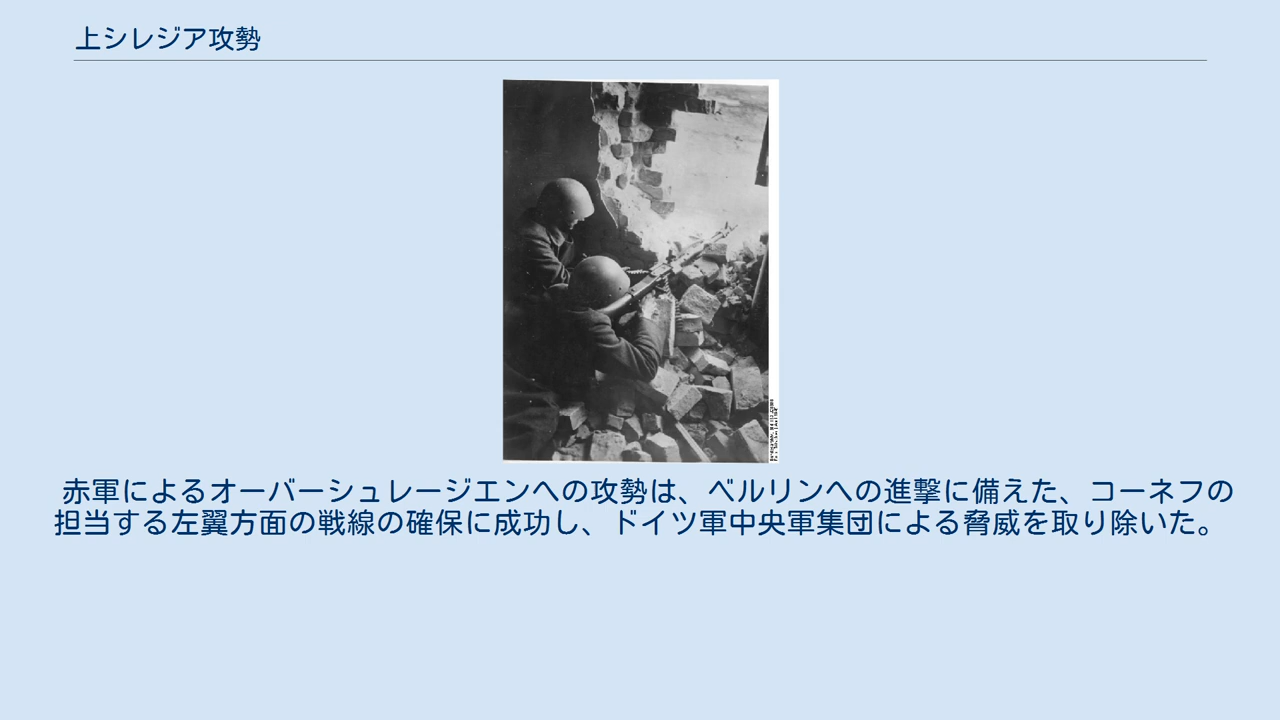 上シレジア攻勢
赤軍によるオーバーシュレージエンへの攻勢は、ベルリンへの進撃に備えた、コーネフの
担当する左翼方面の戦線の確保に成功し、ドイツ軍中央軍集団による脅威を取り除いた。